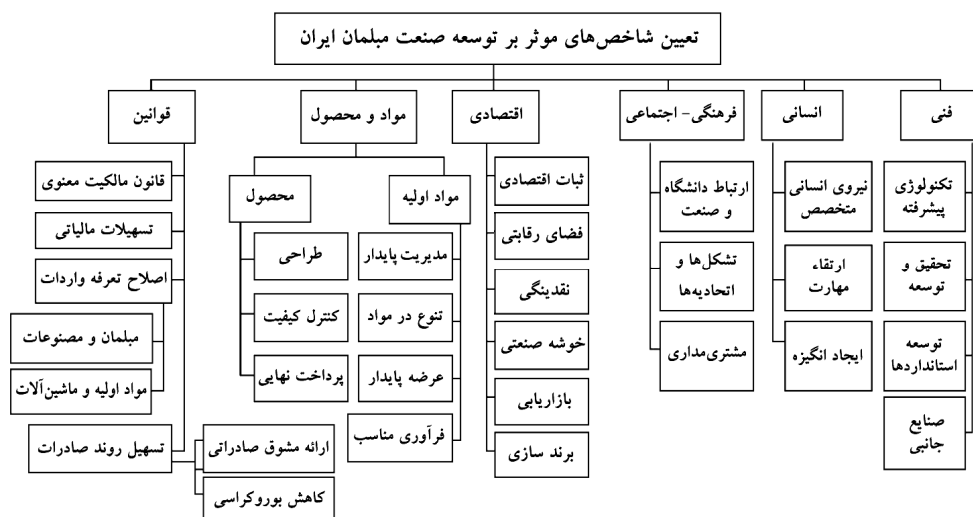 تعیین شاخص‌های موثر بر توسعه صنعت مبلمان ایران
فنی
انسانی
فرهنگی- اجتماعی
اقتصادی
مواد و محصول
قوانین
تکنولوژی
پیشرفته
تحقیق و
توسعه
توسعه
استانداردها
صنایع
جانبی
نیروی انسانی
متخصص
ارتقاء
مهارت
ایجاد انگیزه
ارتباط دانشگاه
و صنعت
تشکل‌ها و
اتحادیه‌ها
مشتری‌مداری
ثبات اقتصادی
فضای رقابتی
نقدینگی
خوشه صنعتی
بازاریابی
برند سازی
مواد اولیه
مدیریت پایدار
تنوع در مواد
عرضه پایدار
فرآوری مناسب
محصول
طراحی
کنترل کیفیت
پرداخت نهایی
قانون مالکیت معنوی
تسهیلات مالیاتی
اصلاح تعرفه واردات
مبلمان و مصنوعات
مواد اولیه و ماشین‌آلات
تسهیل روند صادرات
ارائه مشوق صادراتی
کاهش بوروکراسی